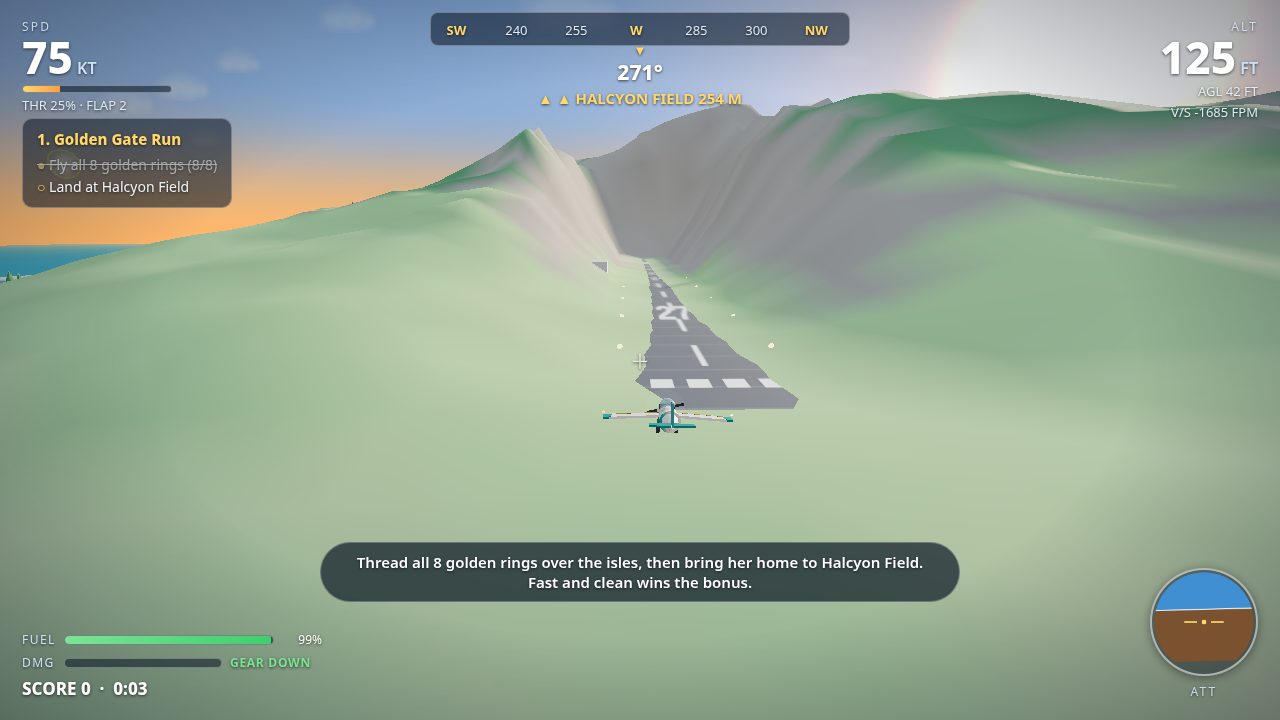 SPD
75 KT
THR 25% · FLAP 2
1. Golden Gate Run
Fly all 8 golden rings (8/8)
Land at Halcyon Field
SW 240 255 W 285 300 NW
271°
▲ ▲ HALCYON FIELD 254 M
ALT
125 FT
AGL 42 FT
V/S -1685 FPM
27
Thread all 8 golden rings over the isles, then bring her home to Halcyon Field.
Fast and clean wins the bonus.
FUEL 99%
DMG GEAR DOWN
SCORE 0 · 0:03
ATT